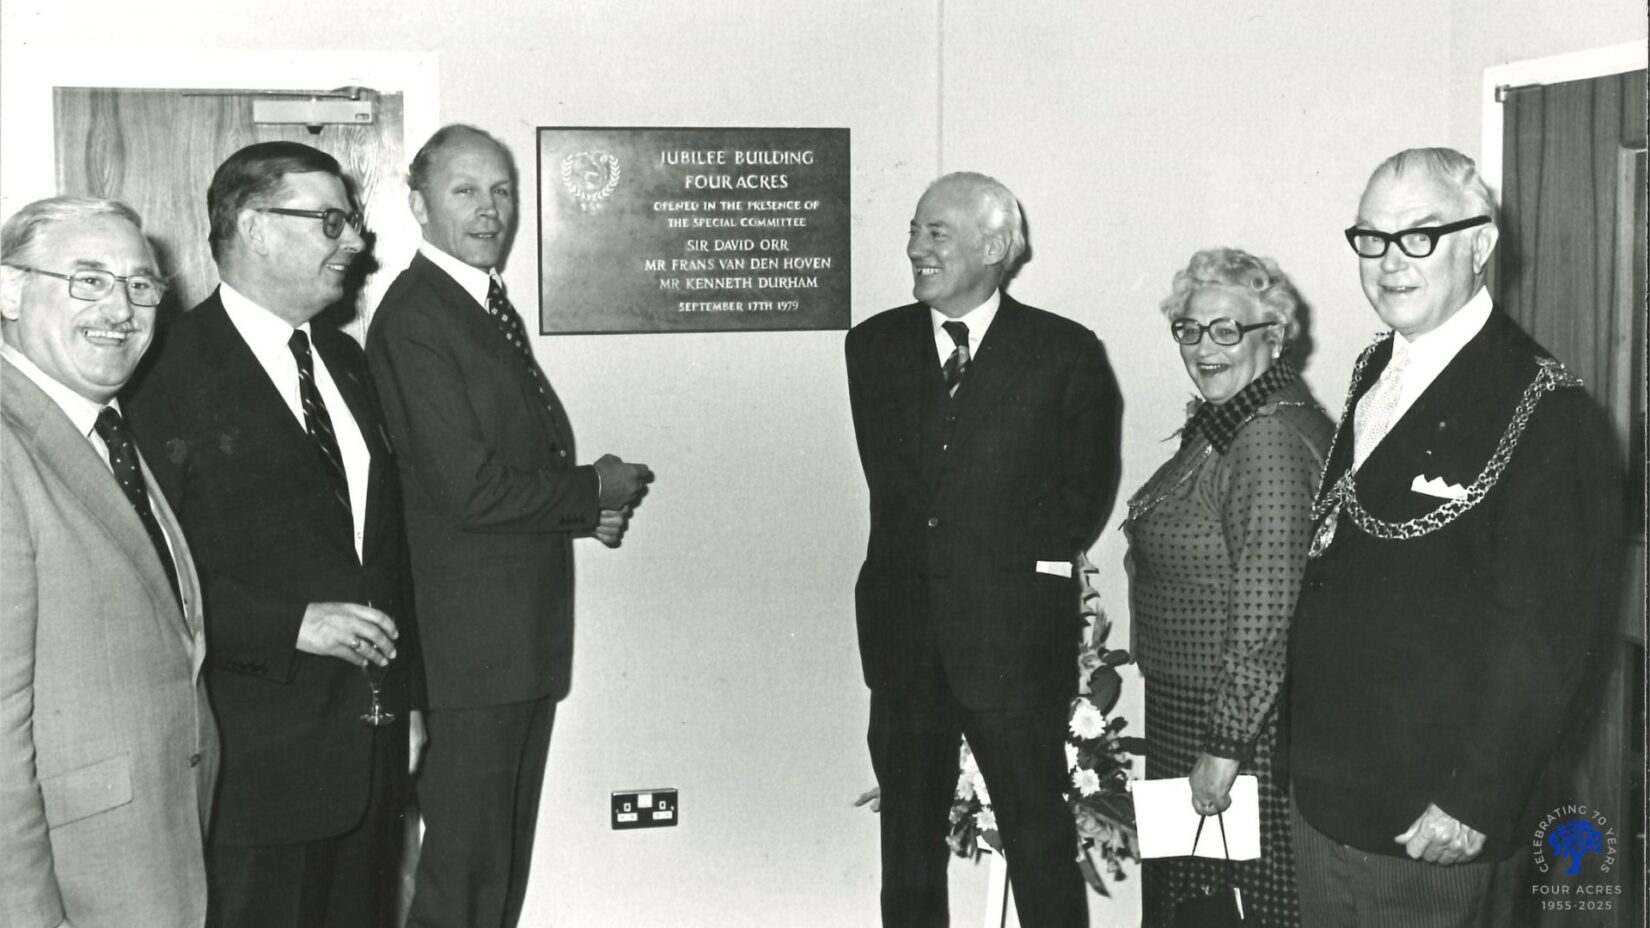 JUBILEE BUILDING
FOUR ACRES
OPENED IN THE PRESENCE OF
THE SPECIAL COMMITTEE
SIR DAVID ORR
MR FRANS VAN DEN HOVEN
MR KENNETH DURHAM
SEPTEMBER 17TH 1979
CELEBRATING 70 YEARS
FOUR ACRES
1955-2025